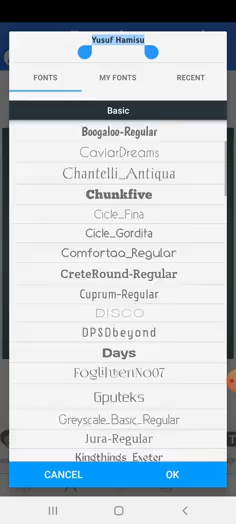 Yusuf Hamisu
FONTS MY FONTS RECENT
Basic
Boogaloo-Regular
CaviarDreams
Chantelli_Antiqua
Chunkfive
Cicle_Fina
Cicle_Gordita
Comfortaa_Regular
CreteRound-Regular
Cuprum-Regular
DISCO
DPSDbeyond
Days
FoglihtenNo07
Gputeks
Greyscale_Basic_Regular
Jura-Regular
Kingthings_Exeter
CANCEL OK